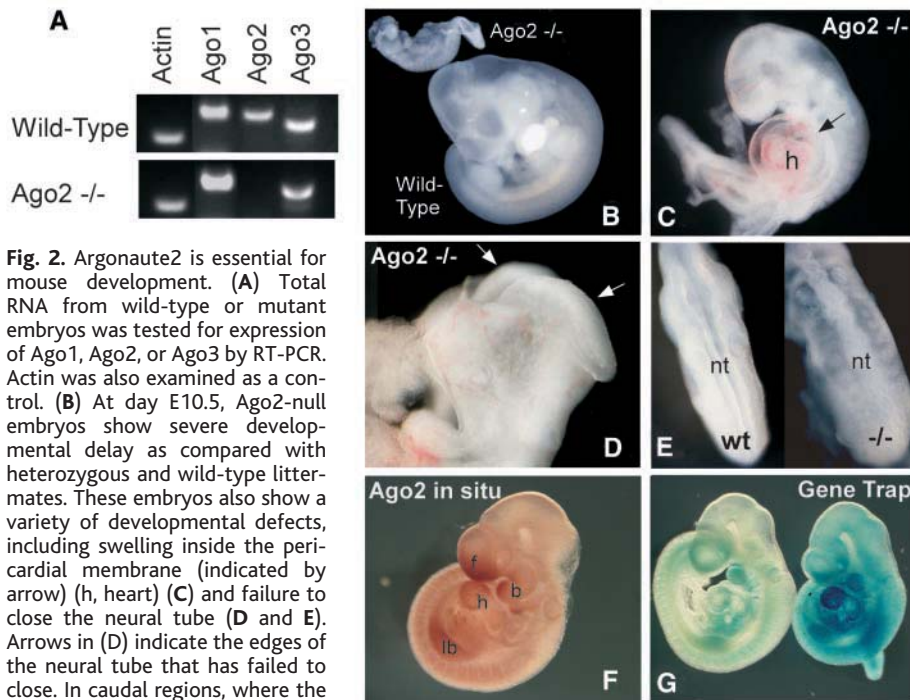 A
Actin
Ago1
Ago2
Ago3
Wild-Type
Ago2 -/-
Ago2 -/-
Wild-
Type
B
Ago2 -/-
h
C
Ago2 -/-
D
nt
wt
nt
-/-
E
Ago2 in situ
f
h
b
lb
F
Gene Trap
G
Fig. 2. Argonaute2 is essential for
mouse development. (A) Total
RNA from wild-type or mutant
embryos was tested for expression
of Ago1, Ago2, or Ago3 by RT-PCR.
Actin was also examined as a con-
trol. (B) At day E10.5, Ago2-null
embryos show severe develop-
mental delay as compared with
heterozygous and wild-type litter-
mates. These embryos also show a
variety of developmental defects,
including swelling inside the peri-
cardial membrane (indicated by
arrow) (h, heart) (C) and failure to
close the neural tube (D and E).
Arrows in (D) indicate the edges of
the neural tube that has failed to
close. In caudal regions, where the